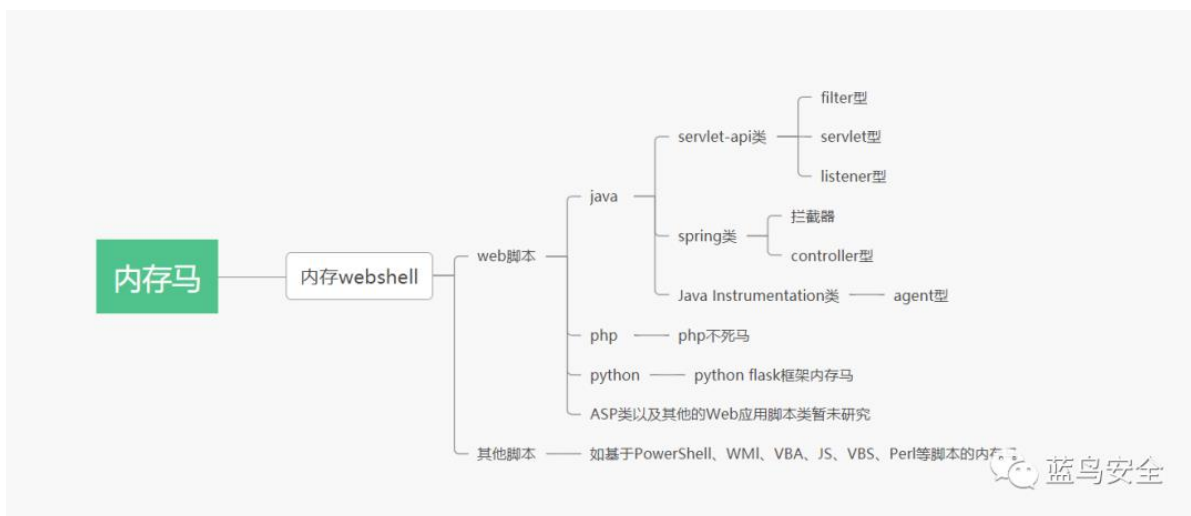 内存马
内存webshell
web脚本
java
servlet-api类
filter型
servlet型
listener型
spring类
拦截器
controller型
Java Instrumentation类
agent型
php
php不死马
python
python flask框架内存马
ASP类以及其他的Web应用脚本类暂未研究
其他脚本
如基于PowerShell、WMI、VBA、JS、VBS、Perl等脚本的内存
蓝鸟安全